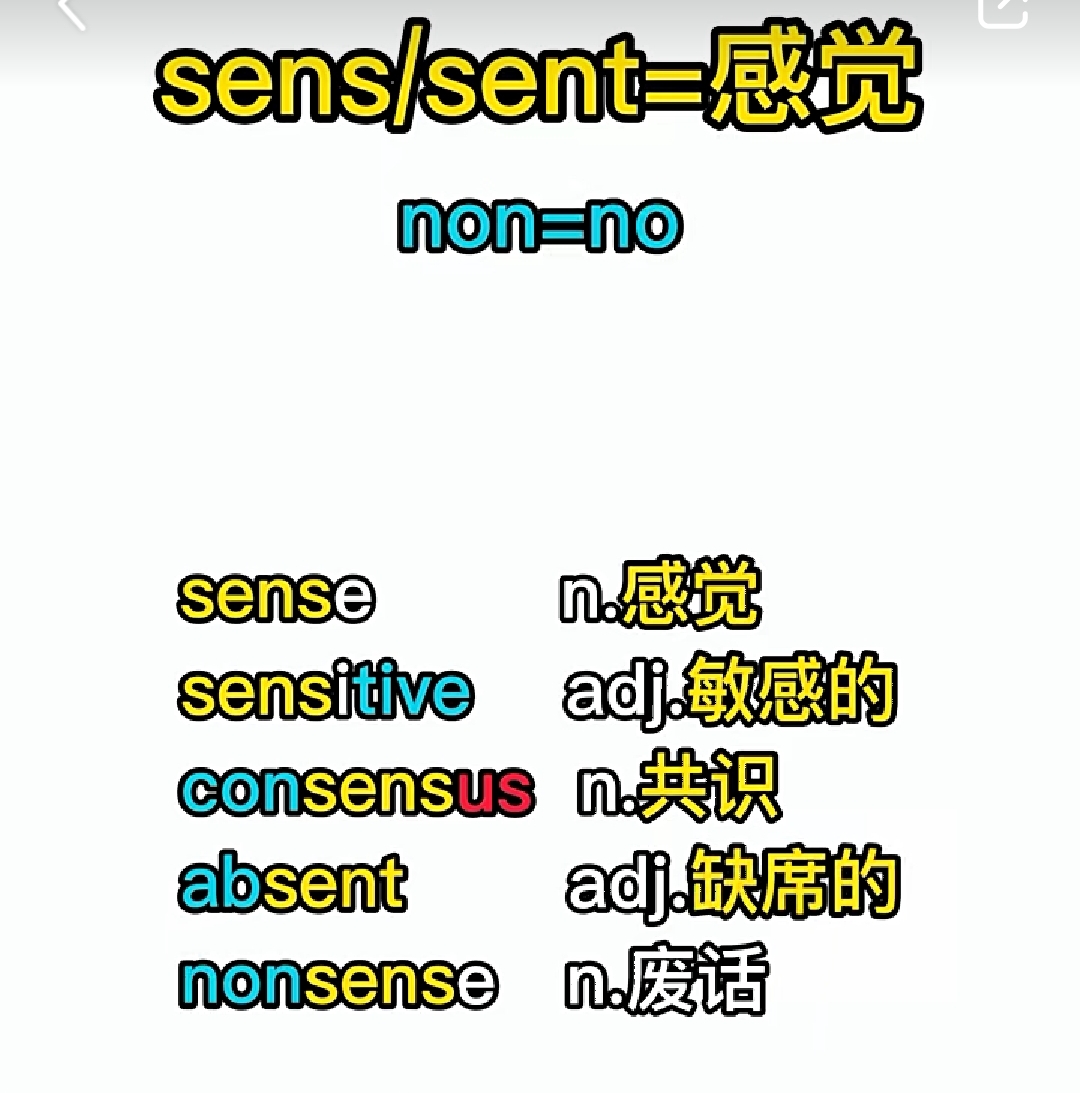 sens/sent=感觉
non=no
sense n.感觉
sensitive adj.敏感的
consensus n.共识
absent adj.缺席的
nonsense n.废话